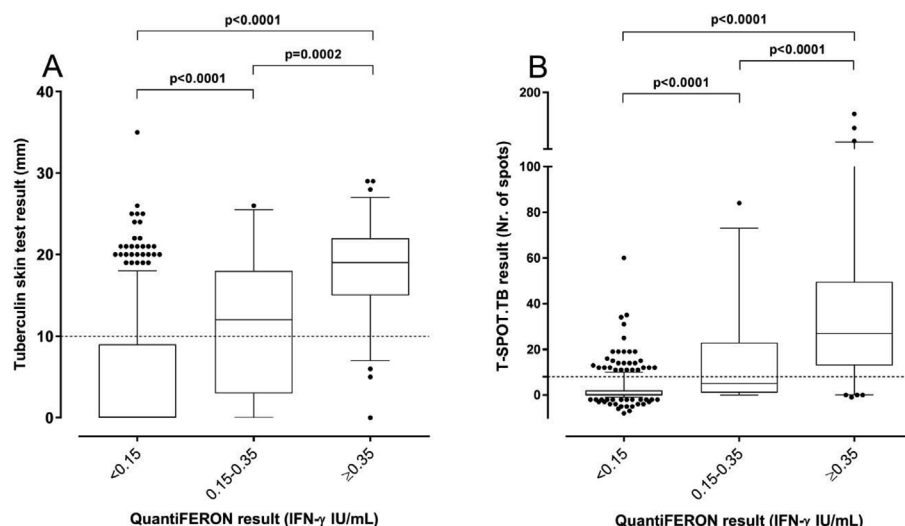 A
p<0.0001
p<0.0001
p=0.0002
40
30
20
10
0
Tuberculin skin test result (mm)
<0.15
0.15-0.35
≥0.35
QuantiFERON result (IFN-γ IU/mL)
B
p<0.0001
p<0.0001
p<0.0001
200
100
80
60
40
20
0
T-SPOT.TB result (Nr. of spots)
<0.15
0.15-0.35
≥0.35
QuantiFERON result (IFN-γ IU/mL)